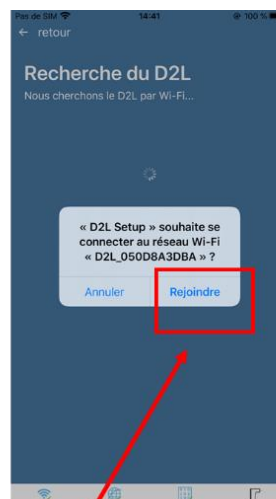 Pas de SIM 14:41 100 %
← retour
Recherche du D2L
Nous cherchons le D2L par Wi-Fi...
« D2L Setup » souhaite se
connecter au réseau Wi-Fi
« D2L_050D8A3DBA » ?
Annuler Rejoindre